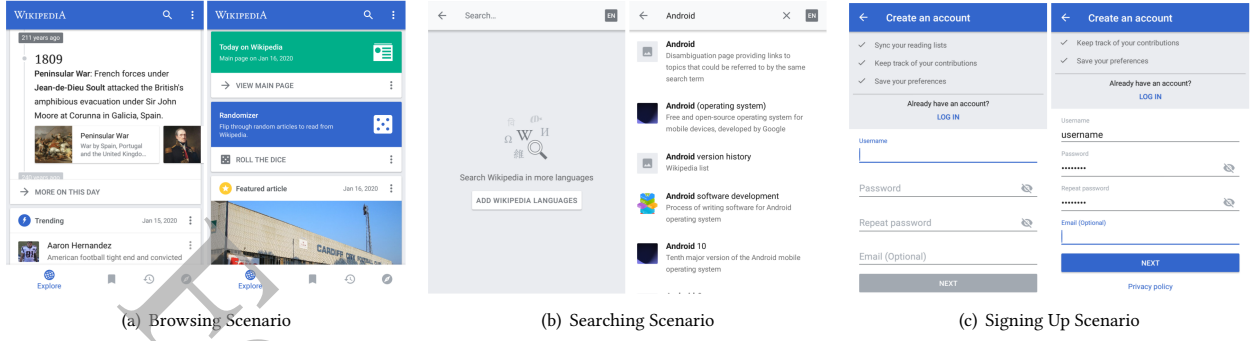 WIKIPEDIA
211 years ago
1809
Peninsular War: French forces under
Jean-de-Dieu Soult attacked the British's
amphibious evacuation under Sir John
Moore at Corunna in Galicia, Spain.
Peninsular War
War by Spain, Portugal
and the United Kingdo...
→ MORE ON THIS DAY
Trending
Jan 15, 2020
Aaron Hernandez
American football tight end and convicted
Explore
WIKIPEDIA
Today on Wikipedia
Main page on Jan 16, 2020
→ VIEW MAIN PAGE
Randomizer
Flip through random articles to read from
Wikipedia.
ROLL THE DICE
Featured article
Jan 16, 2020
CARDIFF CITY FOOTBALL
Explore
(a) Browsing Scenario
← Search...
EN
Search Wikipedia in more languages
ADD WIKIPEDIA LANGUAGES
← Android
EN
Android
Disambiguation page providing links to
topics that could be referred to by the same
search term
Android (operating system)
Free and open-source operating system for
mobile devices, developed by Google
Android version history
Wikipedia list
Android software development
Process of writing software for Android
operating system
Android 10
Tenth major version of the Android mobile
operating system
(b) Searching Scenario
← Create an account
✓ Sync your reading lists
✓ Keep track of your contributions
✓ Save your preferences
Already have an account?
LOG IN
Username
Password
Repeat password
Email (Optional)
NEXT
← Create an account
✓ Keep track of your contributions
✓ Save your preferences
Already have an account?
LOG IN
Username
username
Password
••••••••
Repeat password
••••••••
Email (Optional)
NEXT
Privacy policy
(c) Signing Up Scenario